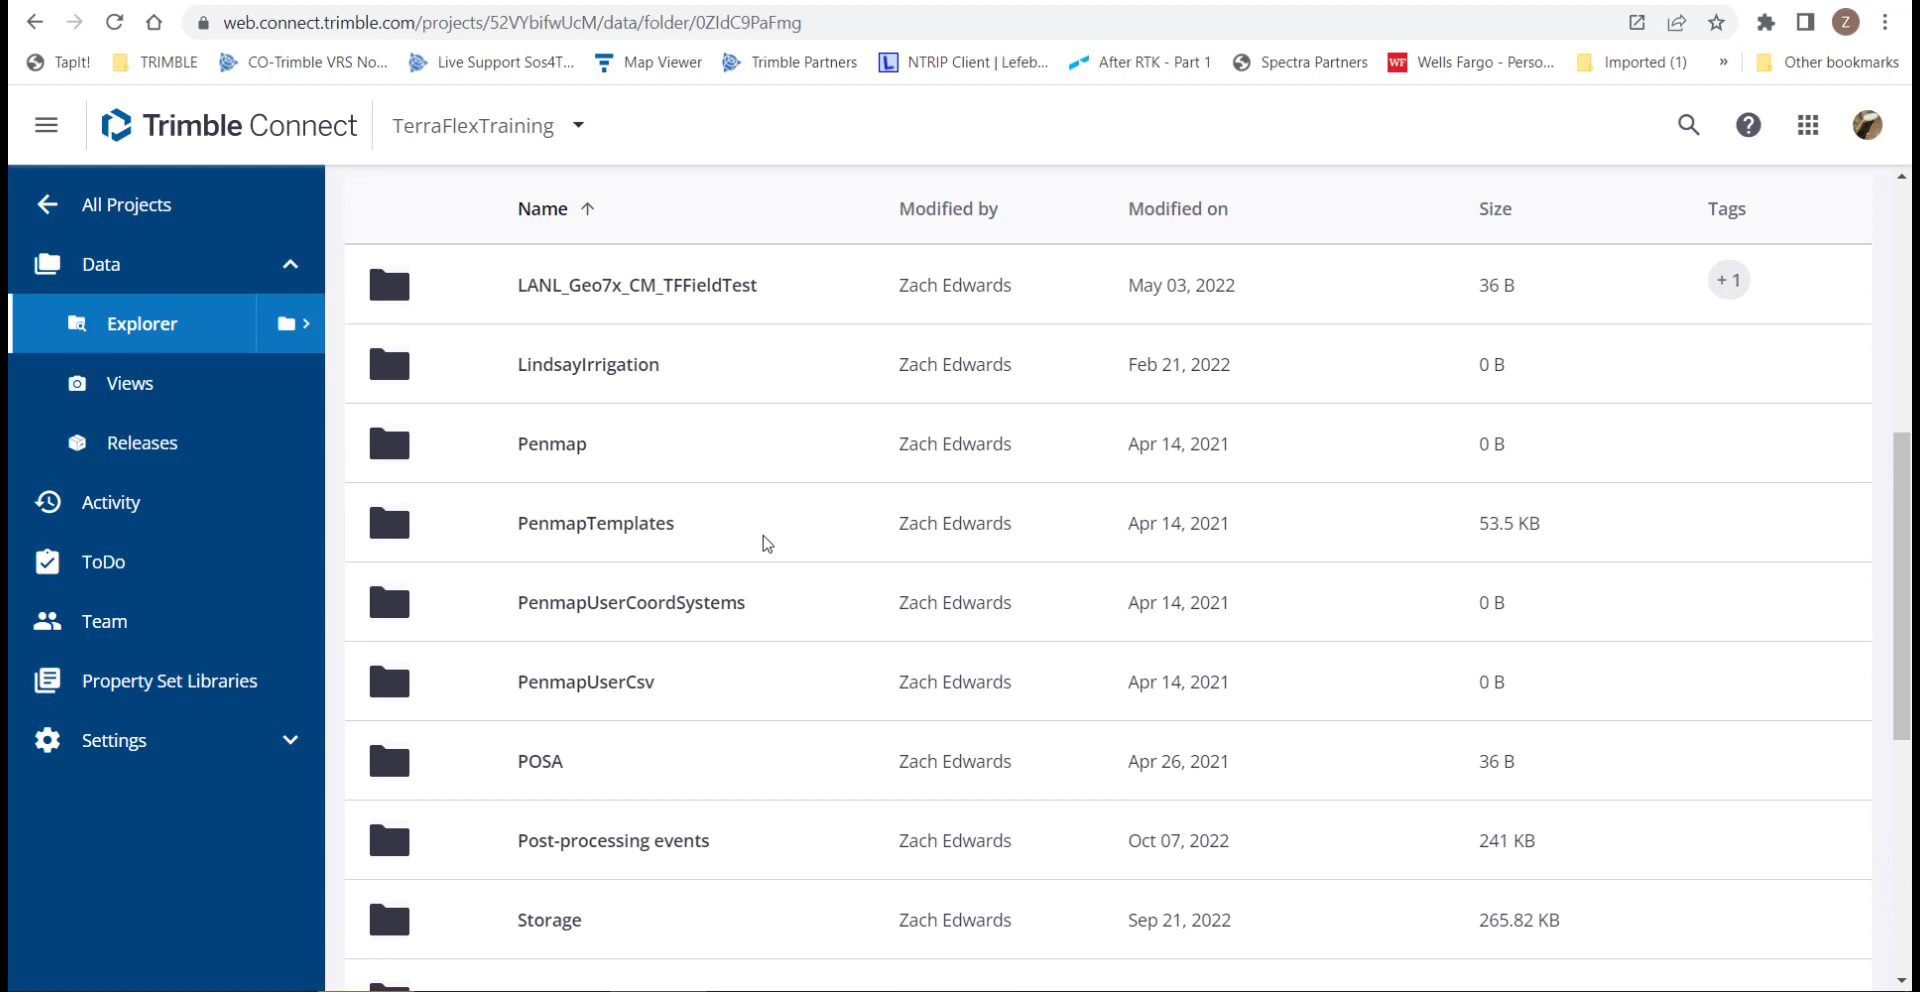 web.connect.trimble.com/projects/52VYbifwUcM/data/folder/0ZIdC9PaFmg
Z
TapIt! TRIMBLE CO-Trimble VRS No... Live Support Sos4T... Map Viewer Trimble Partners NTRIP Client | Lefeb... After RTK - Part 1 Spectra Partners WF Wells Fargo - Perso... Imported (1) » Other bookmarks
Trimble Connect TerraFlexTraining
All Projects
Data
Explorer
Views
Releases
Activity
ToDo
Team
Property Set Libraries
Settings
Name Modified by Modified on Size Tags
LANL_Geo7x_CM_TFFieldTest Zach Edwards May 03, 2022 36 B + 1
LindsayIrrigation Zach Edwards Feb 21, 2022 0 B
Penmap Zach Edwards Apr 14, 2021 0 B
PenmapTemplates Zach Edwards Apr 14, 2021 53.5 KB
PenmapUserCoordSystems Zach Edwards Apr 14, 2021 0 B
PenmapUserCsv Zach Edwards Apr 14, 2021 0 B
POSA Zach Edwards Apr 26, 2021 36 B
Post-processing events Zach Edwards Oct 07, 2022 241 KB
Storage Zach Edwards Sep 21, 2022 265.82 KB